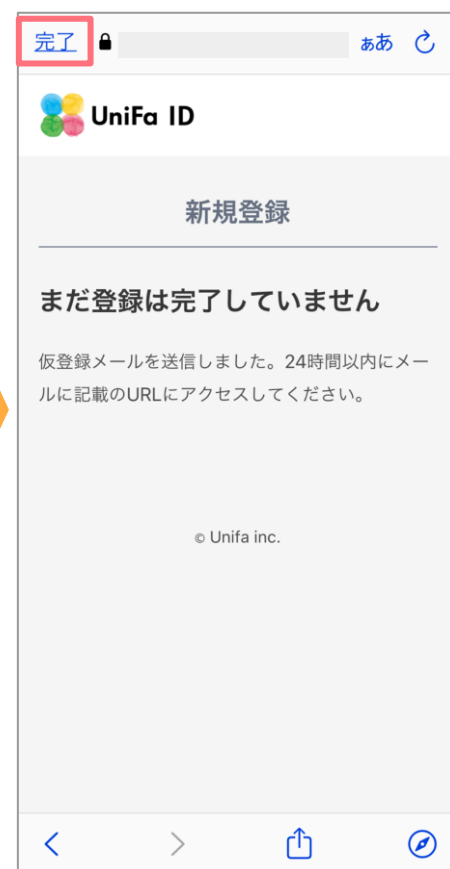 完了 ぁあ
UniFa ID
新規登録
まだ登録は完了していません
仮登録メールを送信しました。24時間以内にメー
ルに記載のURLにアクセスしてください。
© Unifa inc.